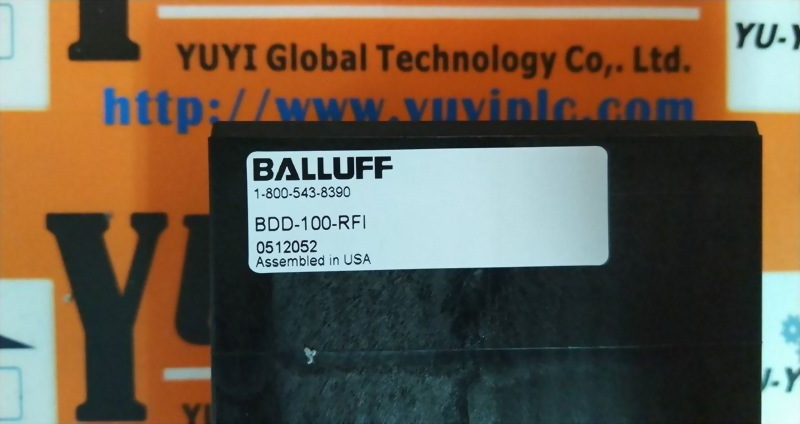 YUYI Global Technology Co,. Ltd.
YU-Y
http://www.yuyiplc.com
BALLUFF
1-800-543-8390
BDD-100-RFI
0512052
Assembled in USA